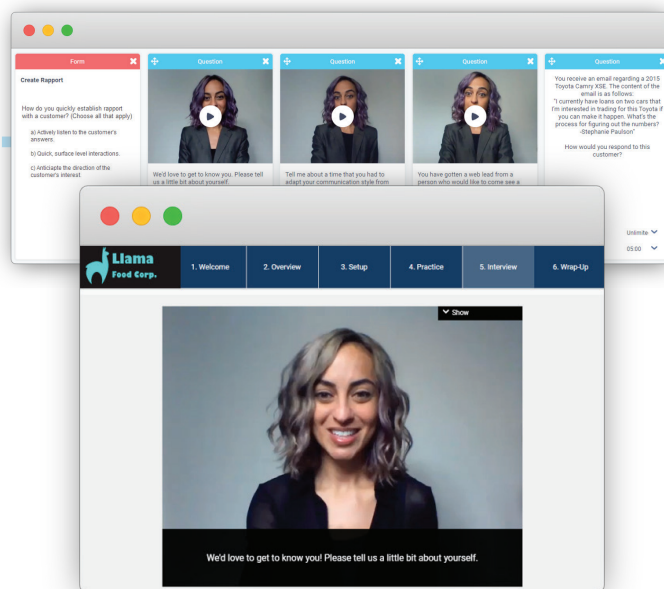 Form
Create Rapport
How do you quickly establish rapport
with a customer? (Choose all that apply)
a) Actively listen to the customer's
answers.
b) Quick, surface level interactions.
c) Anticiaple the direction of the
customer's interest
Question
We'd love to get to know you. Please tell
us a little bit about yourself.
Question
Tell me about a time that you had to
adapt your communication style from
Question
You have gotten a web lead from a
person who would like to come see a
Question
You receive an email regarding a 2015
Toyota Camry XSE. The content of the
email is as follows:
"I currently have loans on two cars that
I'm interested in trading for this Toyota if
you can make it happen. What's the
process for figuring out the numbers?
-Stephanie Paulson"
How would you respond to this
customer?
Unlimite
05:00
Llama
Food Corp.
1. Welcome
2. Overview
3. Setup
4. Practice
5. Interview
6. Wrap-Up
Show
We'd love to get to know you! Please tell us a little bit about yourself.